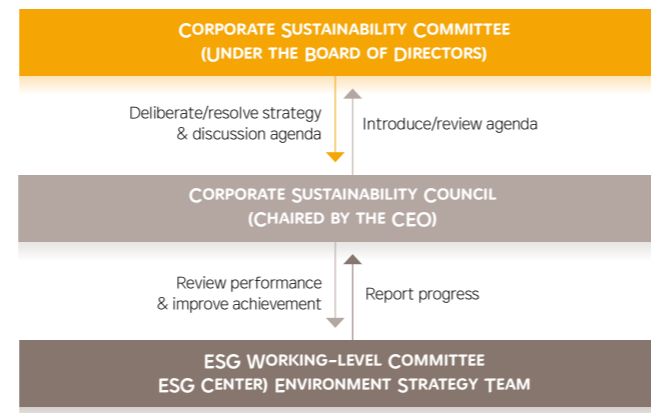 CORPORATE SUSTAINABILITY COMMITTEE
(UNDER THE BOARD OF DIRECTORS)
Deliberate/resolve strategy
& discussion agenda
Introduce/review agenda
CORPORATE SUSTAINABILITY COUNCIL
(CHAIRED BY THE CEO)
Review performance
& improve achievement
Report progress
ESG WORKING-LEVEL COMMITTEE
ESG CENTER) ENVIRONMENT STRATEGY TEAM